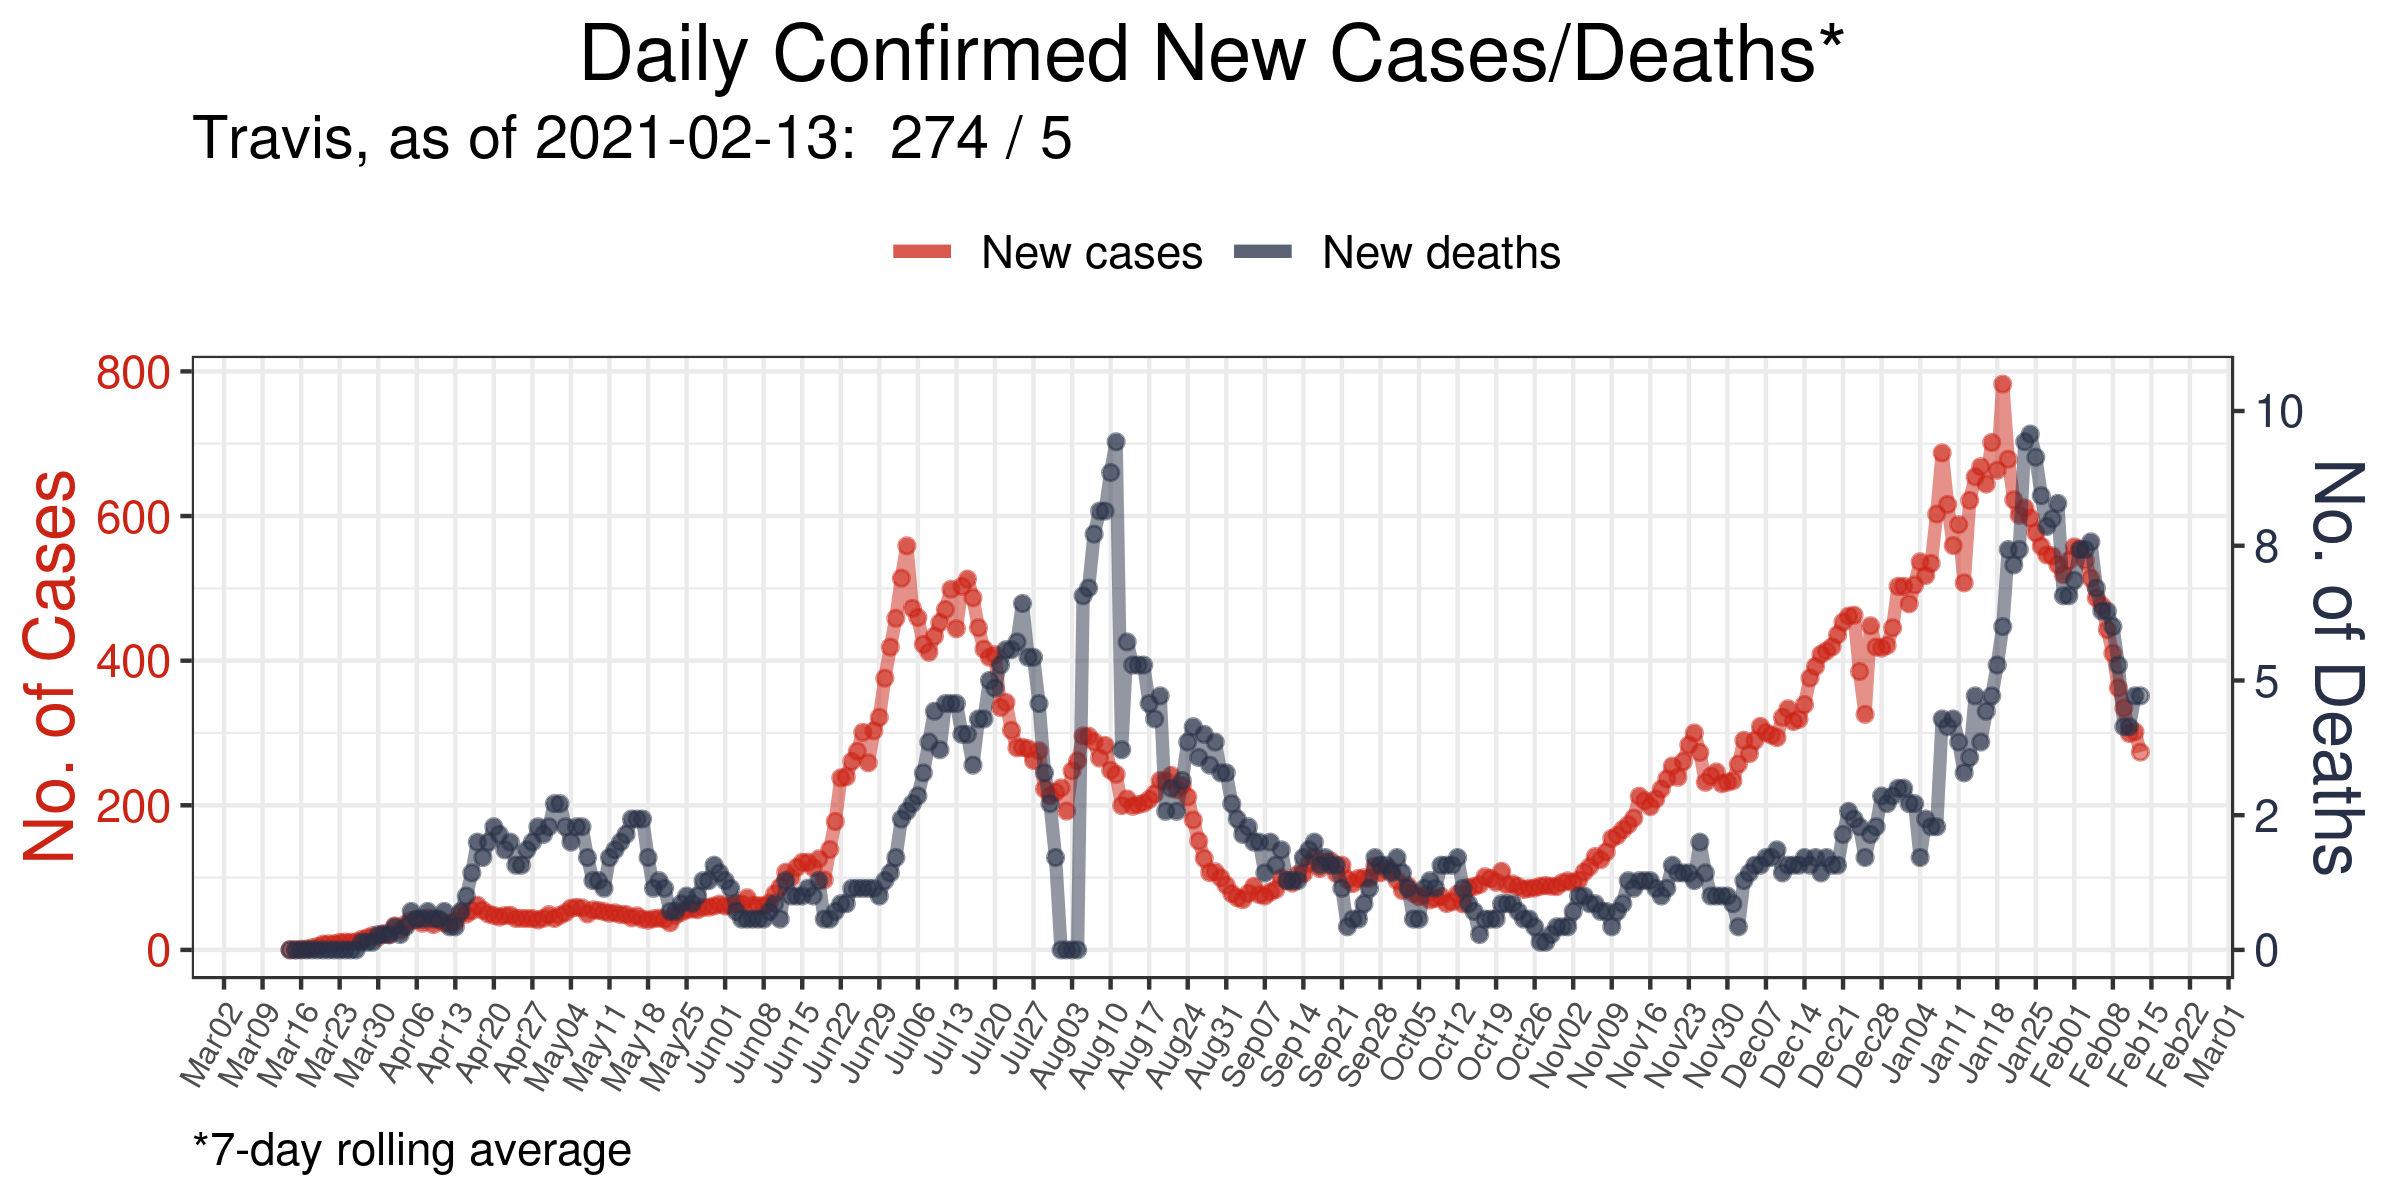 Daily Confirmed New Cases/Deaths*
Travis, as of 2021-02-13:  274 / 5
New cases New deaths
No. of Cases
800
600
400
200
0
No. of Deaths
10
8
5
2
0
Mar02 Mar09 Mar16 Mar23 Mar30 Apr06 Apr13 Apr20 Apr27 May04 May11 May18 May25 Jun01 Jun08 Jun15 Jun22 Jun29 Jul06 Jul13 Jul20 Jul27 Aug03 Aug10 Aug17 Aug24 Aug31 Sep07 Sep14 Sep21 Sep28 Oct05 Oct12 Oct19 Oct26 Nov02 Nov09 Nov16 Nov23 Nov30 Dec07 Dec14 Dec21 Dec28 Jan04 Jan11 Jan18 Jan25 Feb01 Feb08 Feb15 Feb22 Mar01
*7-day rolling average